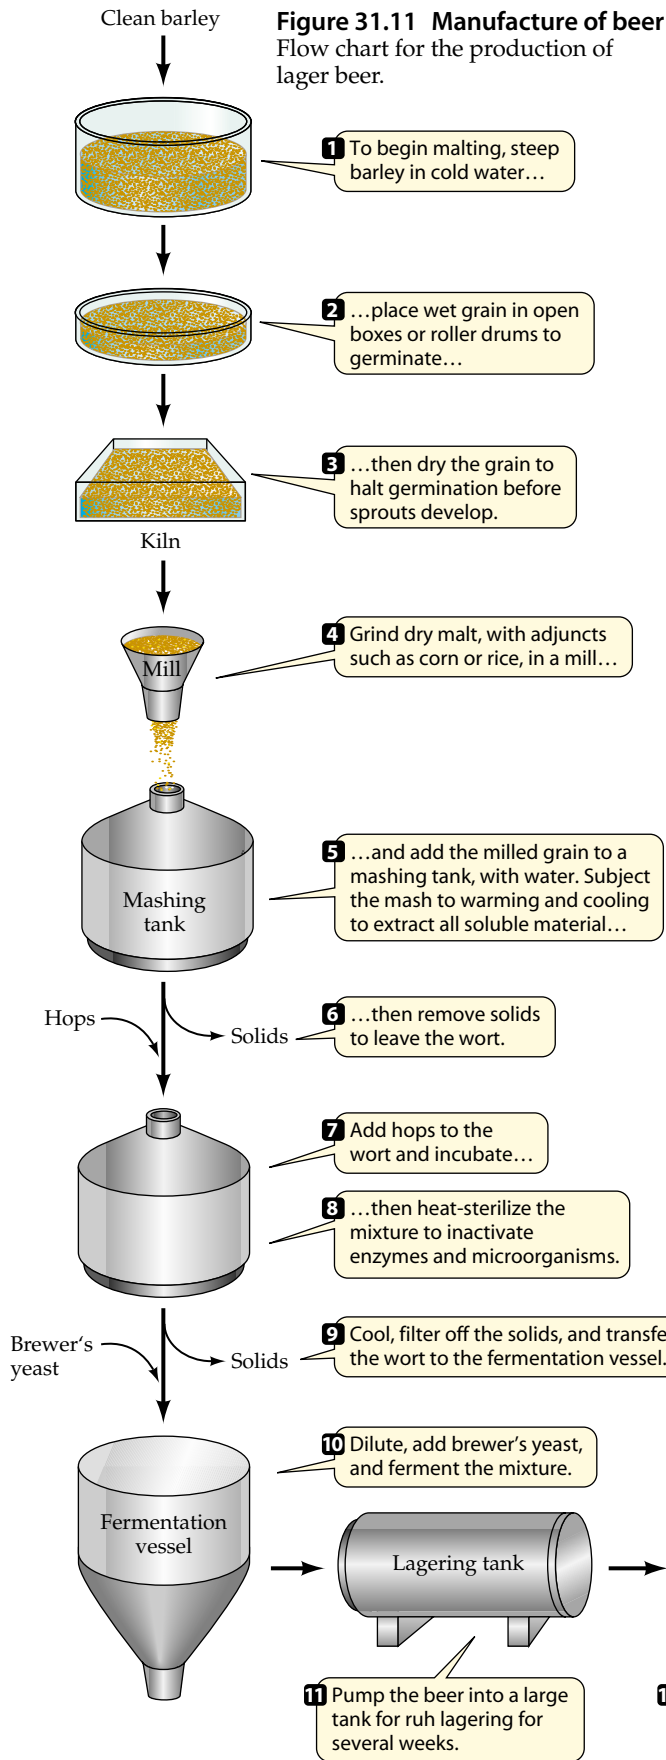 Clean barley
Figure 31.11 Manufacture of beer
Flow chart for the production of
lager beer.
1 To begin malting, steep
barley in cold water…
2 …place wet grain in open
boxes or roller drums to
germinate…
3 …then dry the grain to
halt germination before
sprouts develop.
Kiln
4 Grind dry malt, with adjuncts
such as corn or rice, in a mill…
Mill
5 …and add the milled grain to a
mashing tank, with water. Subject
the mash to warming and cooling
to extract all soluble material…
Mashing
tank
Hops
Solids
6 …then remove solids
to leave the wort.
7 Add hops to the
wort and incubate…
8 …then heat-sterilize the
mixture to inactivate
enzymes and microorganisms.
Brewer‘s
yeast
Solids
9 Cool, filter off the solids, and
the wort to the fermentation vessel.
10 Dilute, add brewer’s yeast,
and ferment the mixture.
Fermentation
vessel
Lagering tank
11 Pump the beer into a large
tank for ruh lagering for
several weeks.